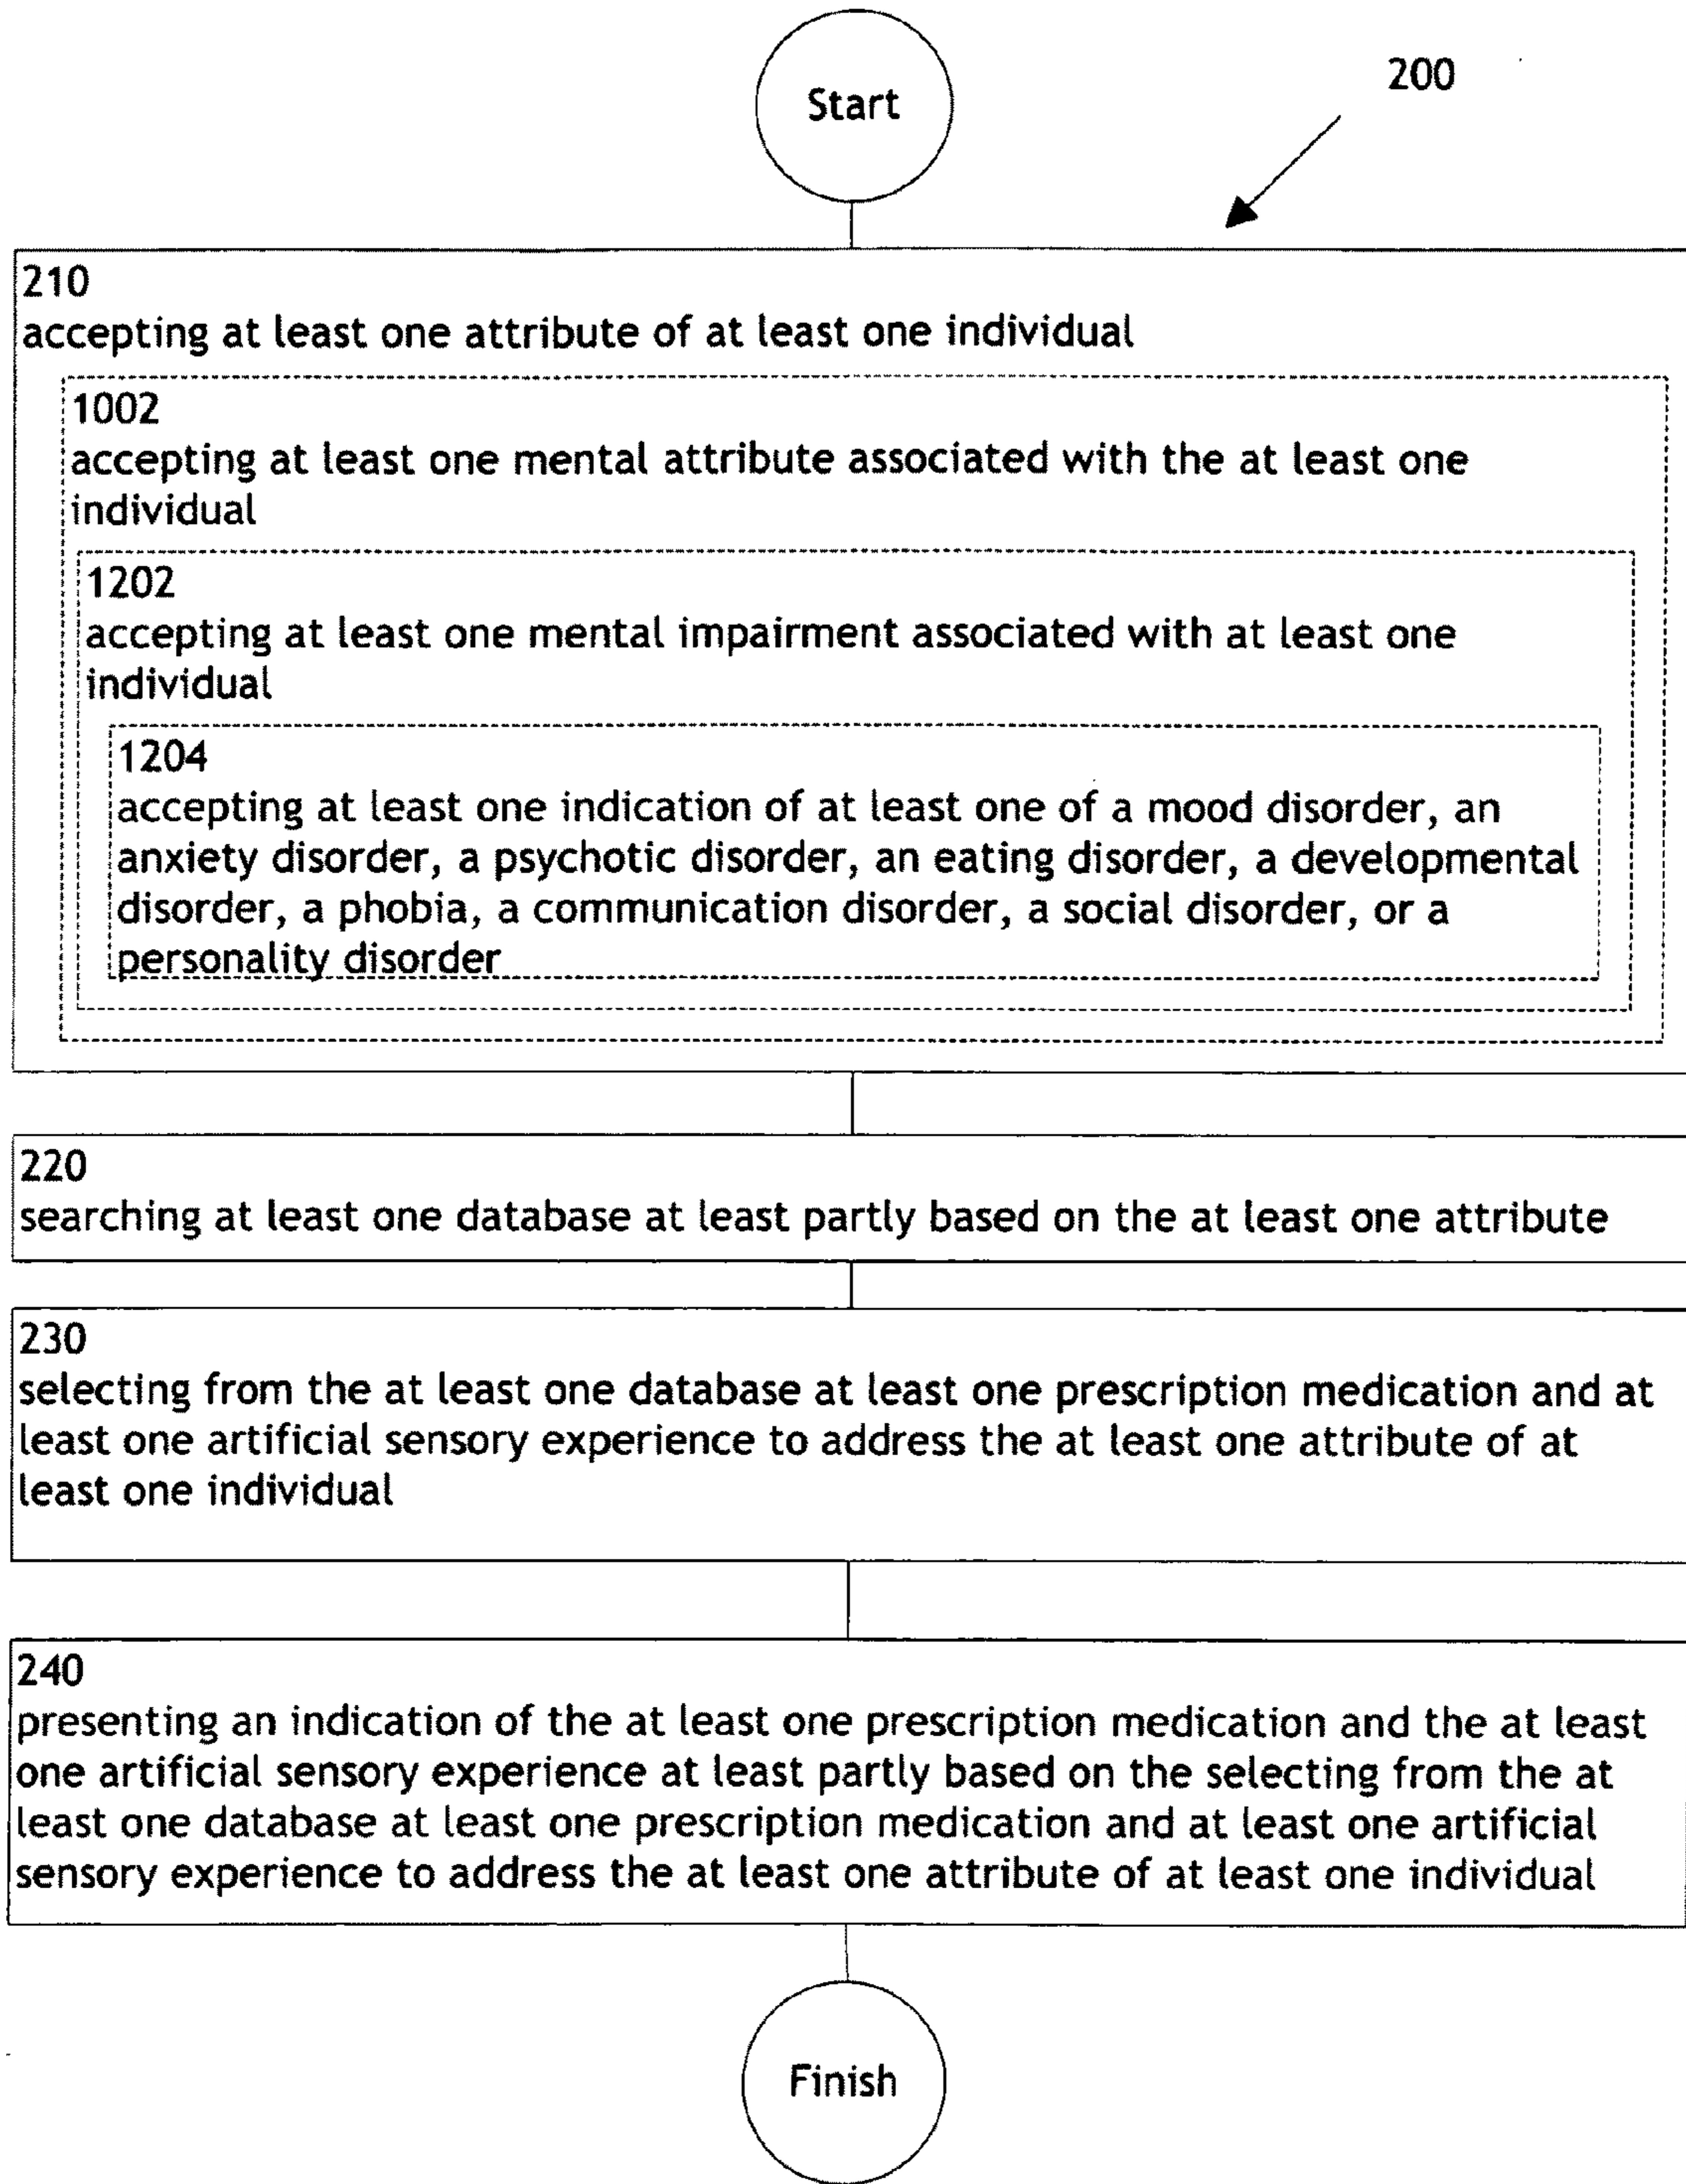 Start
200
210
accepting at least one attribute of at least one individual
1002
accepting at least one mental attribute associated with the at least one
individual
1202
accepting at least one mental impairment associated with at least one
individual
1204
accepting at least one indication of at least one of a mood disorder, an
anxiety disorder, a psychotic disorder, an eating disorder, a developmental
disorder, a phobia, a communication disorder, a social disorder, or a
personality disorder
220
searching at least one database at least partly based on the at least one attribute
230
selecting from the at least one database at least one prescription medication and at
least one artificial sensory experience to address the at least one attribute of at
least one individual
240
presenting an indication of the at least one prescription medication and the at least
one artificial sensory experience at least partly based on the selecting from the at
least one database at least one prescription medication and at least one artificial
sensory experience to address the at least one attribute of at least one individual
Finish